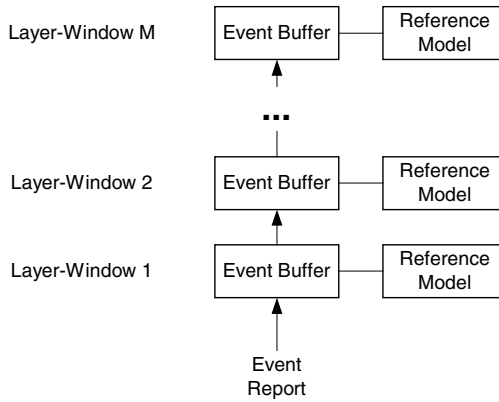 Layer-Window M
Event Buffer
Reference
Model
...
Layer-Window 2
Event Buffer
Reference
Model
Layer-Window 1
Event Buffer
Reference
Model
Event
Report